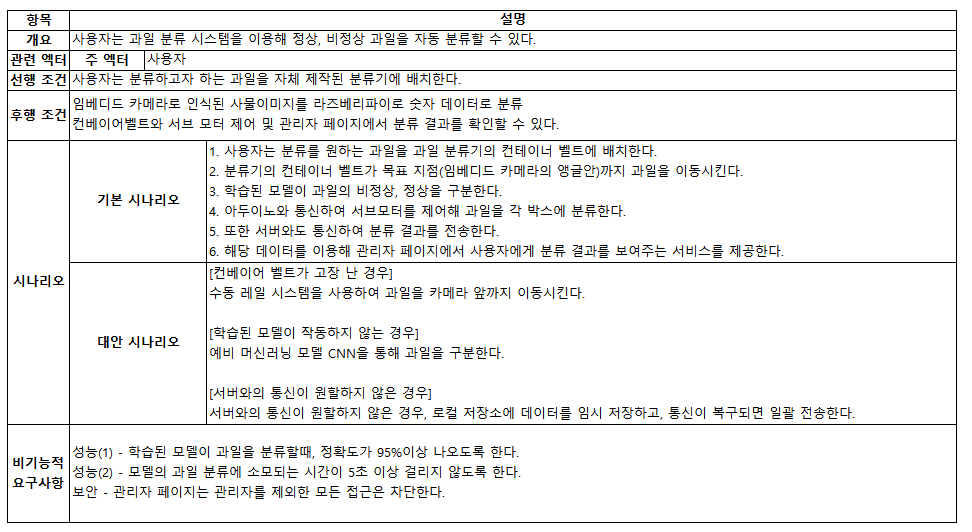 항목 설명
개요 사용자는 과일 분류 시스템을 이용해 정상, 비정상 과일을 자동 분류할 수 있다.
관련 액터 주 액터 사용자
선행 조건 사용자는 분류하고자 하는 과일을 자체 제작된 분류기에 배치한다.
후행 조건
임베디드 카메라로 인식된 사물이미지를 라즈베리파이로 숫자 데이터로 분류
컨베이어벨트와 서브 모터 제어 및 관리자 페이지에서 분류 결과를 확인할 수 있다.
시나리오
기본 시나리오
1. 사용자는 분류를 원하는 과일을 과일 분류기의 컨테이너 벨트에 배치한다.
2. 분류기의 컨테이너 벨트가 목표 지점(임베디드 카메라의 앵글안)까지 과일을 이동시킨다.
3. 학습된 모델이 과일의 비정상, 정상을 구분한다.
4. 아두이노와 통신하여 서브모터를 제어해 과일을 각 박스에 분류한다.
5. 또한 서버와도 통신하여 분류 결과를 전송한다.
6. 해당 데이터를 이용해 관리자 페이지에서 사용자에게 분류 결과를 보여주는 서비스를 제공한다.
대안 시나리오
[컨베이어 벨트가 고장 난 경우]
수동 레일 시스템을 사용하여 과일을 카메라 앞까지 이동시킨다.
[학습된 모델이 작동하지 않는 경우]
예비 머신러닝 모델 CNN을 통해 과일을 구분한다.
[서버와의 통신이 원할하지 않은 경우]
서버와의 통신이 원할하지 않은 경우, 로컬 저장소에 데이터를 임시 저장하고, 통신이 복구되면 일괄 전송한다.
비기능적
요구사항
성능(1) - 학습된 모델이 과일을 분류할때, 정확도가 95%이상 나오도록 한다.
성능(2) - 모델의 과일 분류에 소모되는 시간이 5초 이상 걸리지 않도록 한다.
보안 - 관리자 페이지는 관리자를 제외한 모든 접근은 차단한다.